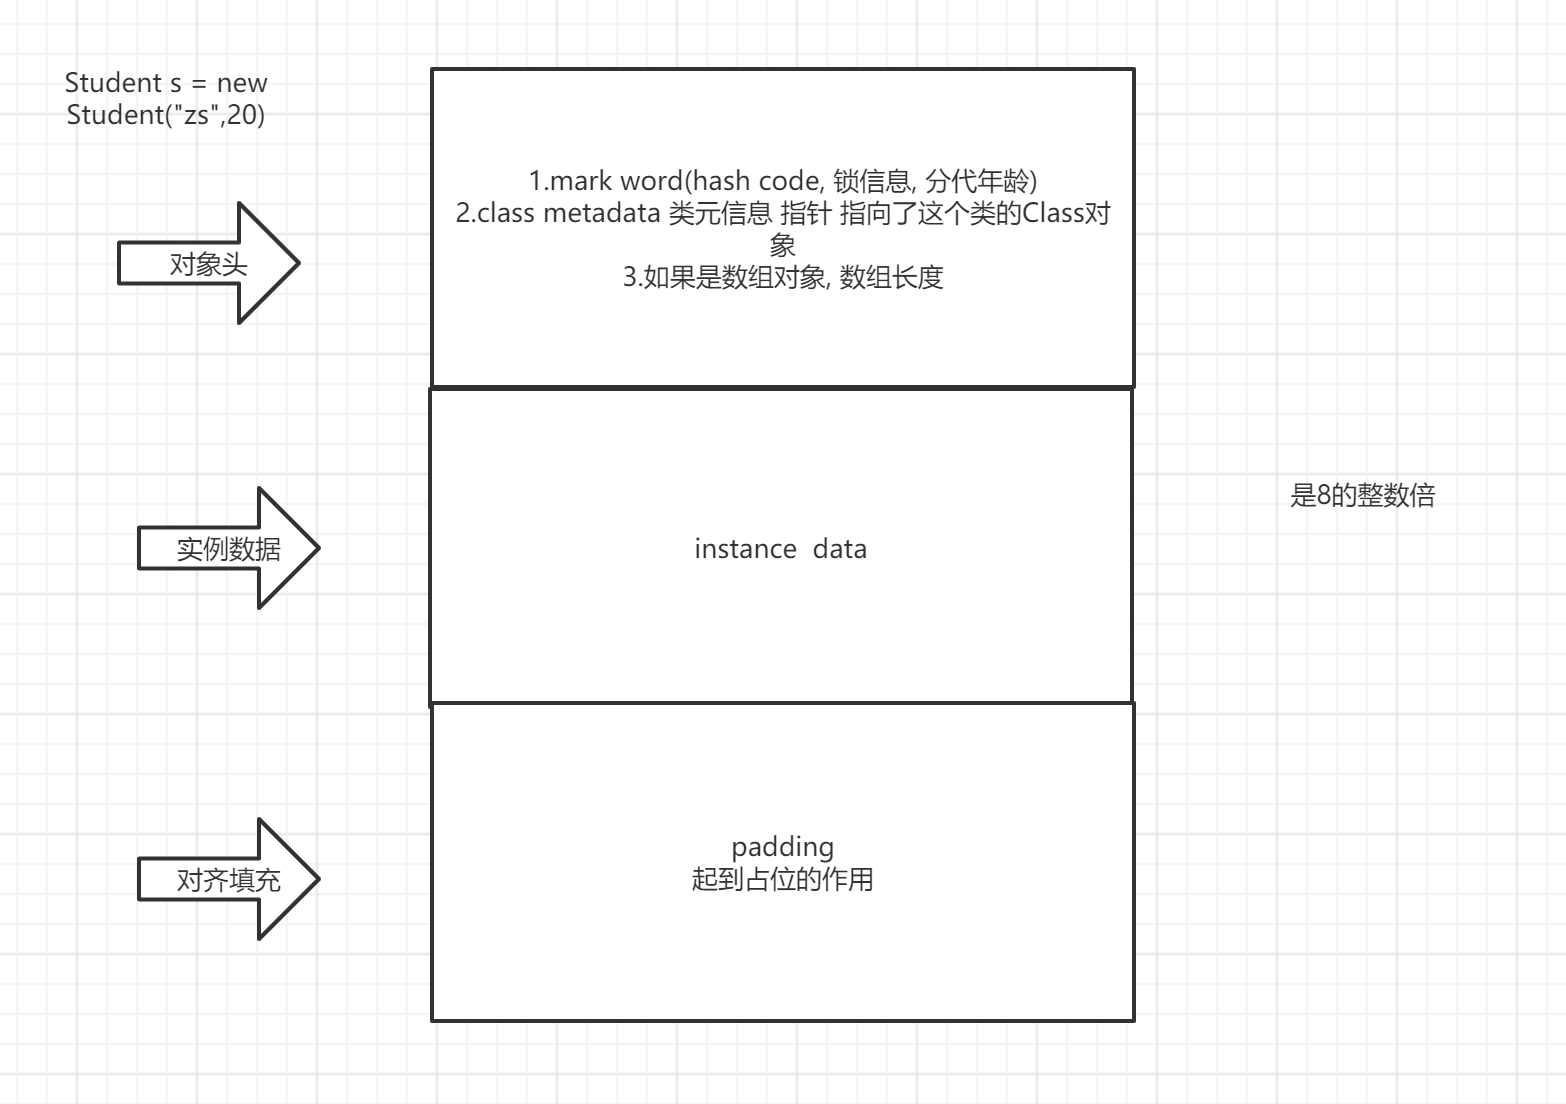 Student s = new
Student("zs",20)
1.mark word(hash code, 锁信息, 分代年龄)
2.class metadata 类元信息 指针 指向了这个类的Class对
象
3.如果是数组对象, 数组长度
对象头
实例数据
instance  data
是8的整数倍
对齐填充
padding
起到占位的作用